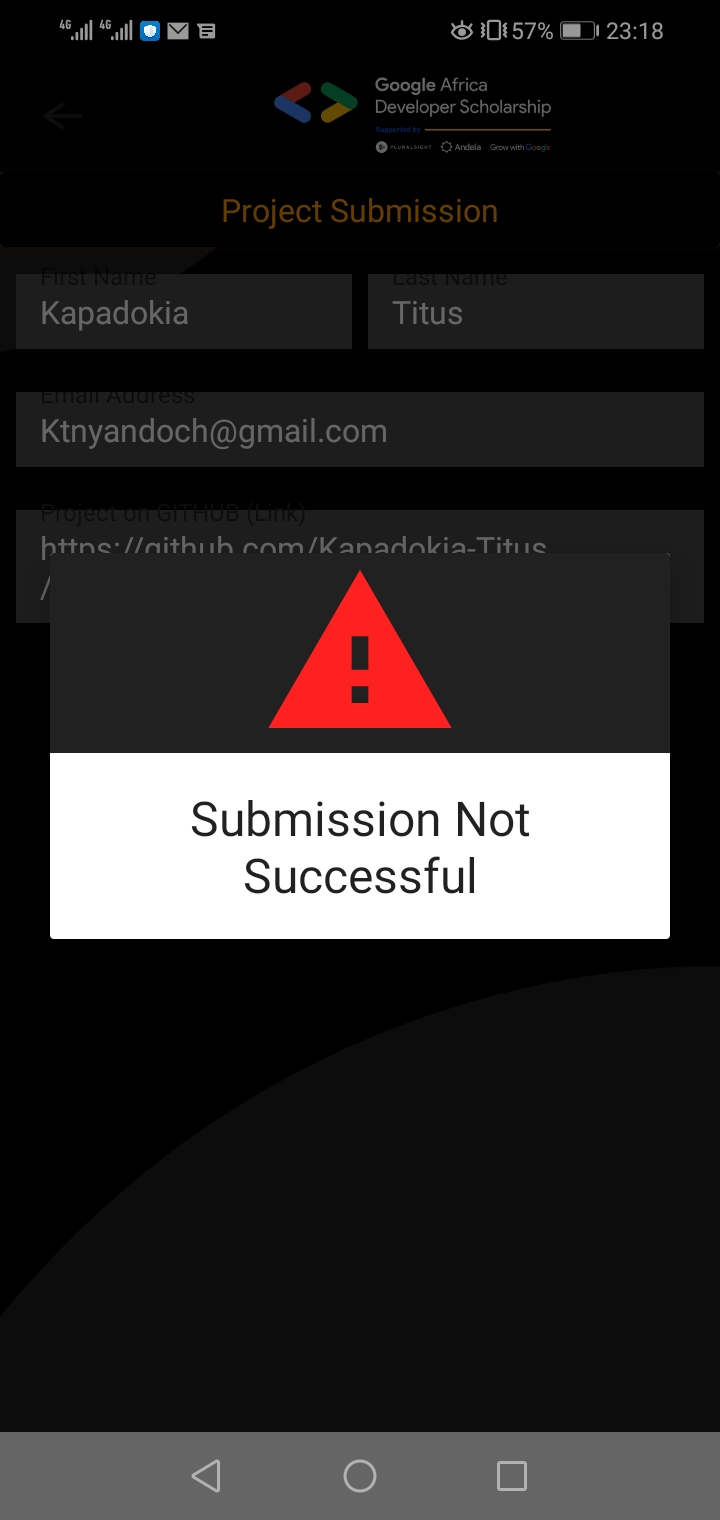 4G 4G 57% 23:18
Google Africa
Developer Scholarship
Supported by
PLURALSIGHT Andela Grow with Google
Project Submission
First Name Last Name
Kapadokia Titus
Email Address
Ktnyandoch@gmail.com
Project on GITHUB (Link)
https://github.com/Kapadokia-Titus
/
Submission Not
Successful